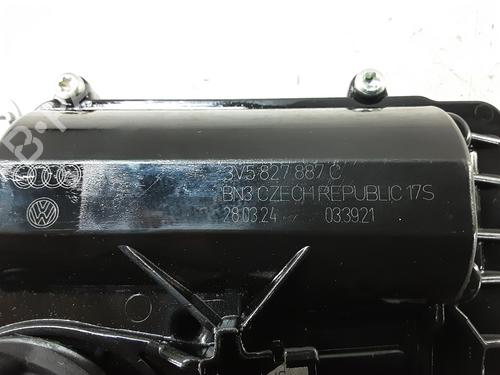 3V5 827 887 C
BN3 CZECH REPUBLIC 17S
28.03.24 033921